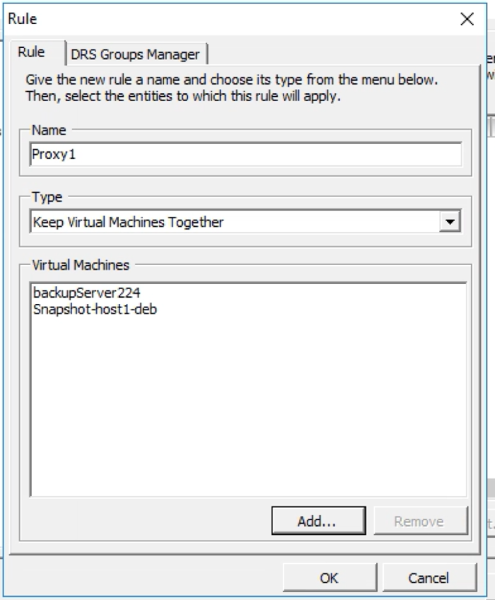 Rule
Rule
DRS Groups Manager
Give the new rule a name and choose its type from the menu below.
Then, select the entities to which this rule will apply.
Name
Proxy1
Type
Keep Virtual Machines Together
Virtual Machines
backupServer224
Snapshot-host1-deb
Add...
Remove
OK
Cancel